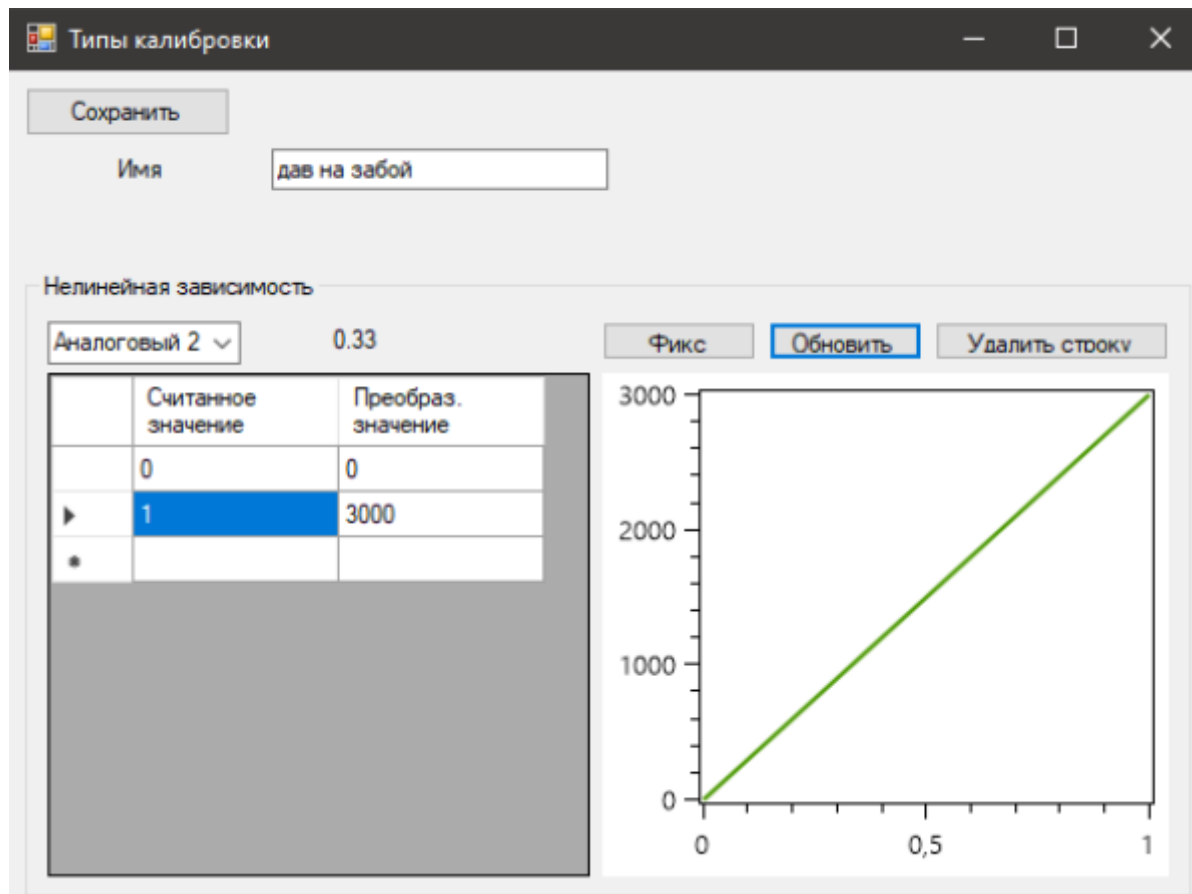 Типы калибровки
Сохранить
Имя
дав на забой
Нелинейная зависимость
Аналоговый 2
0.33
Фикс
Обновить
Удалить строку
Считанное значение
Преобраз. значение
0
0
1
3000
3000
2000
1000
0
0
0,5
1